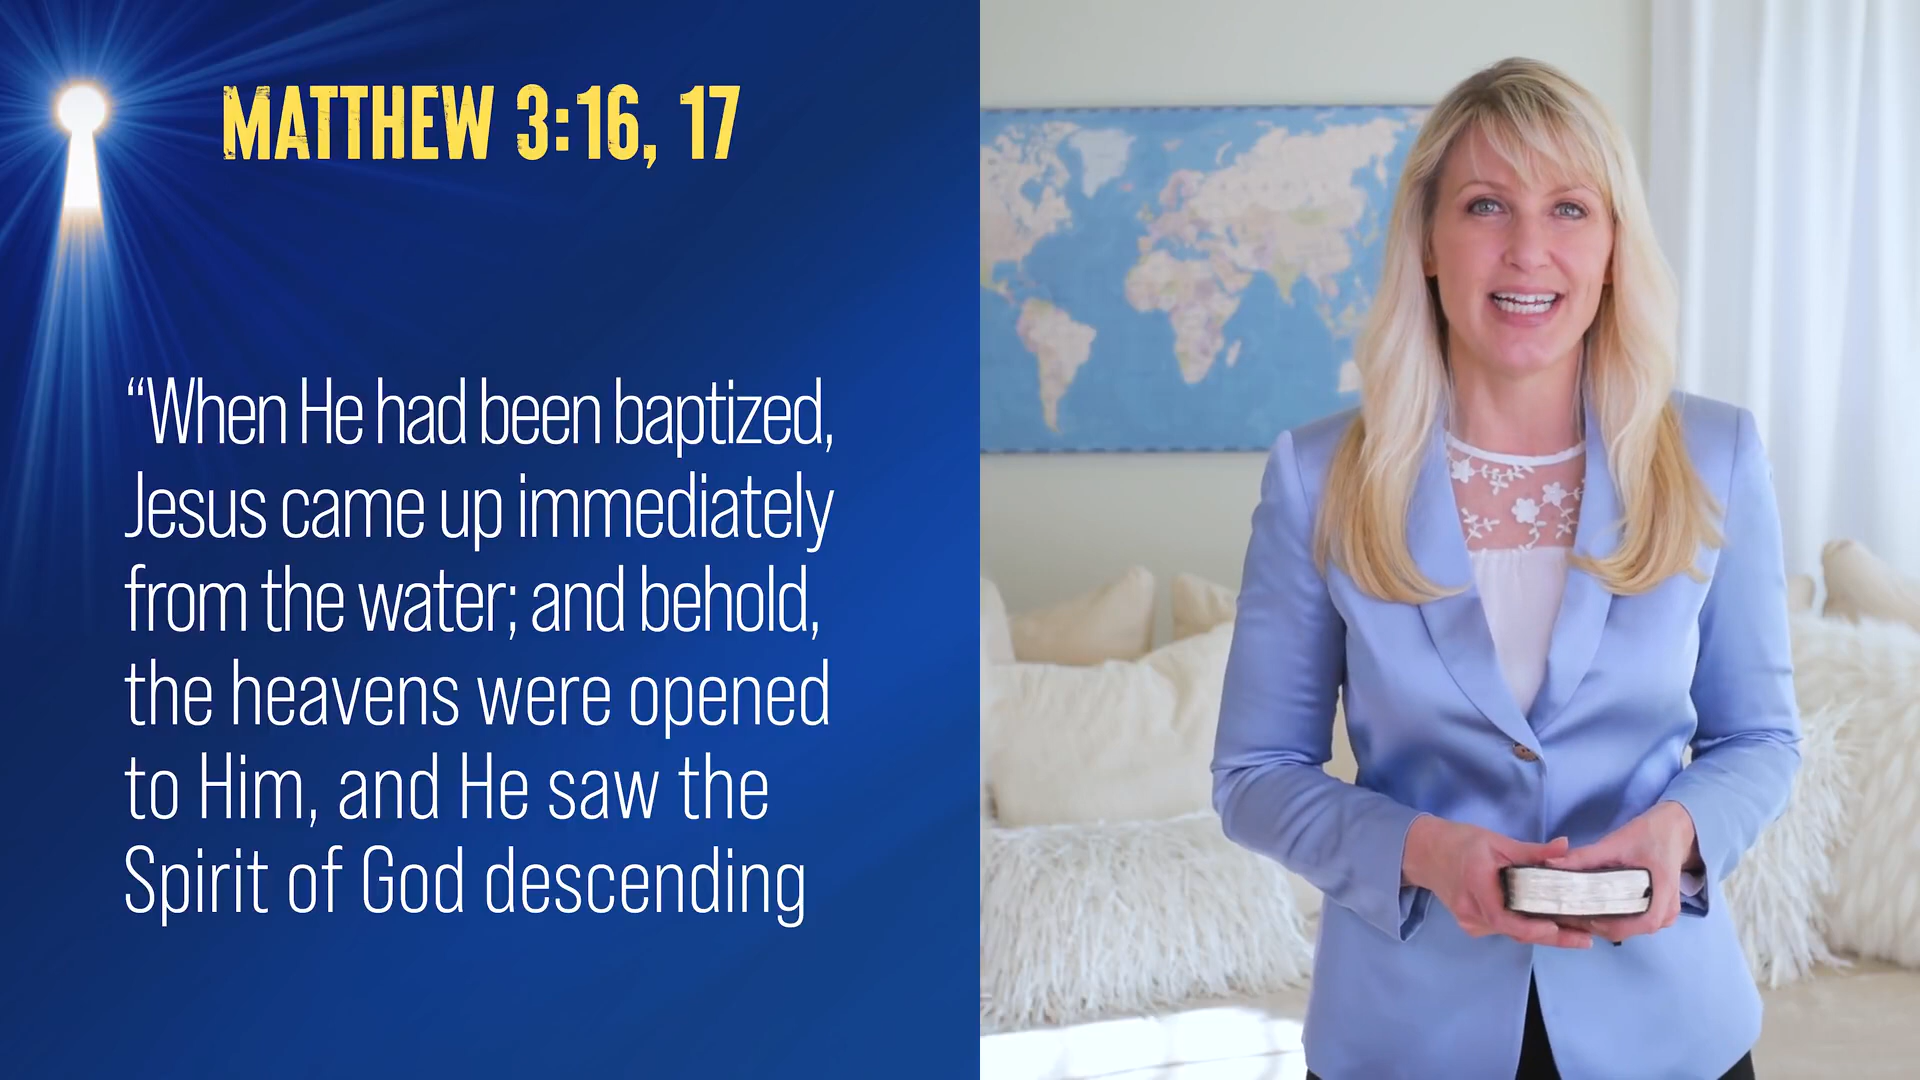 MATTHEW 3:16, 17
“When He had been baptized,
Jesus came up immediately
from the water; and behold,
the heavens were opened
to Him, and He saw the
Spirit of God descending